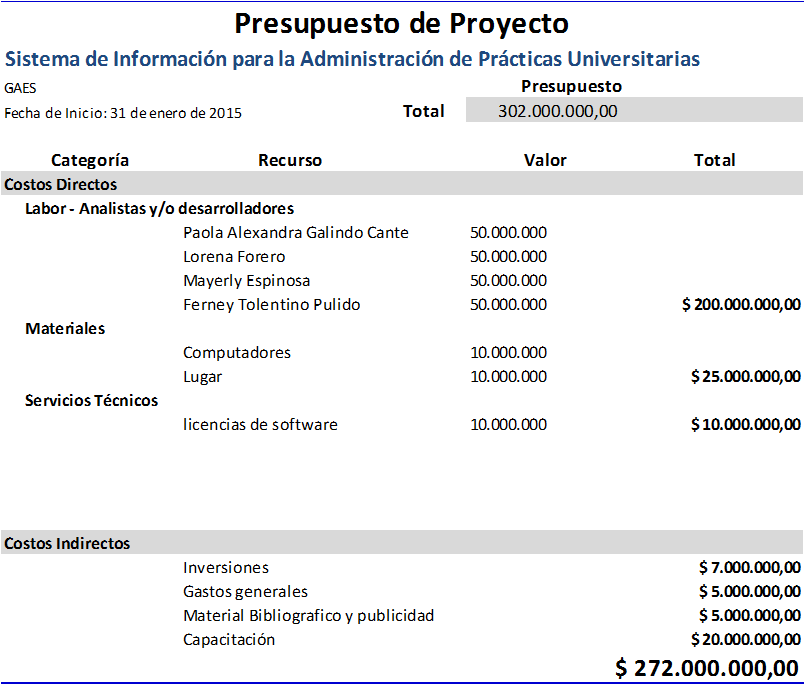 Presupuesto de Proyecto
Sistema de Información para la Administración de Prácticas Universitarias
GAES Presupuesto
Fecha de Inicio: 31 de enero de 2015 Total 302.000.000,00
Categoría Recurso Valor Total
Costos Directos
Labor - Analistas y/o desarrolladores
Paola Alexandra Galindo Cante 50.000.000
Lorena Forero 50.000.000
Mayerly Espinosa 50.000.000
Ferney Tolentino Pulido 50.000.000 $ 200.000.000,00
Materiales
Computadores 10.000.000
Lugar 10.000.000 $ 25.000.000,00
Servicios Técnicos
licencias de software 10.000.000 $ 10.000.000,00
Costos Indirectos
Inversiones $ 7.000.000,00
Gastos generales $ 5.000.000,00
Material Bibliografico y publicidad $ 5.000.000,00
Capacitación $ 20.000.000,00
$ 272.000.000,00